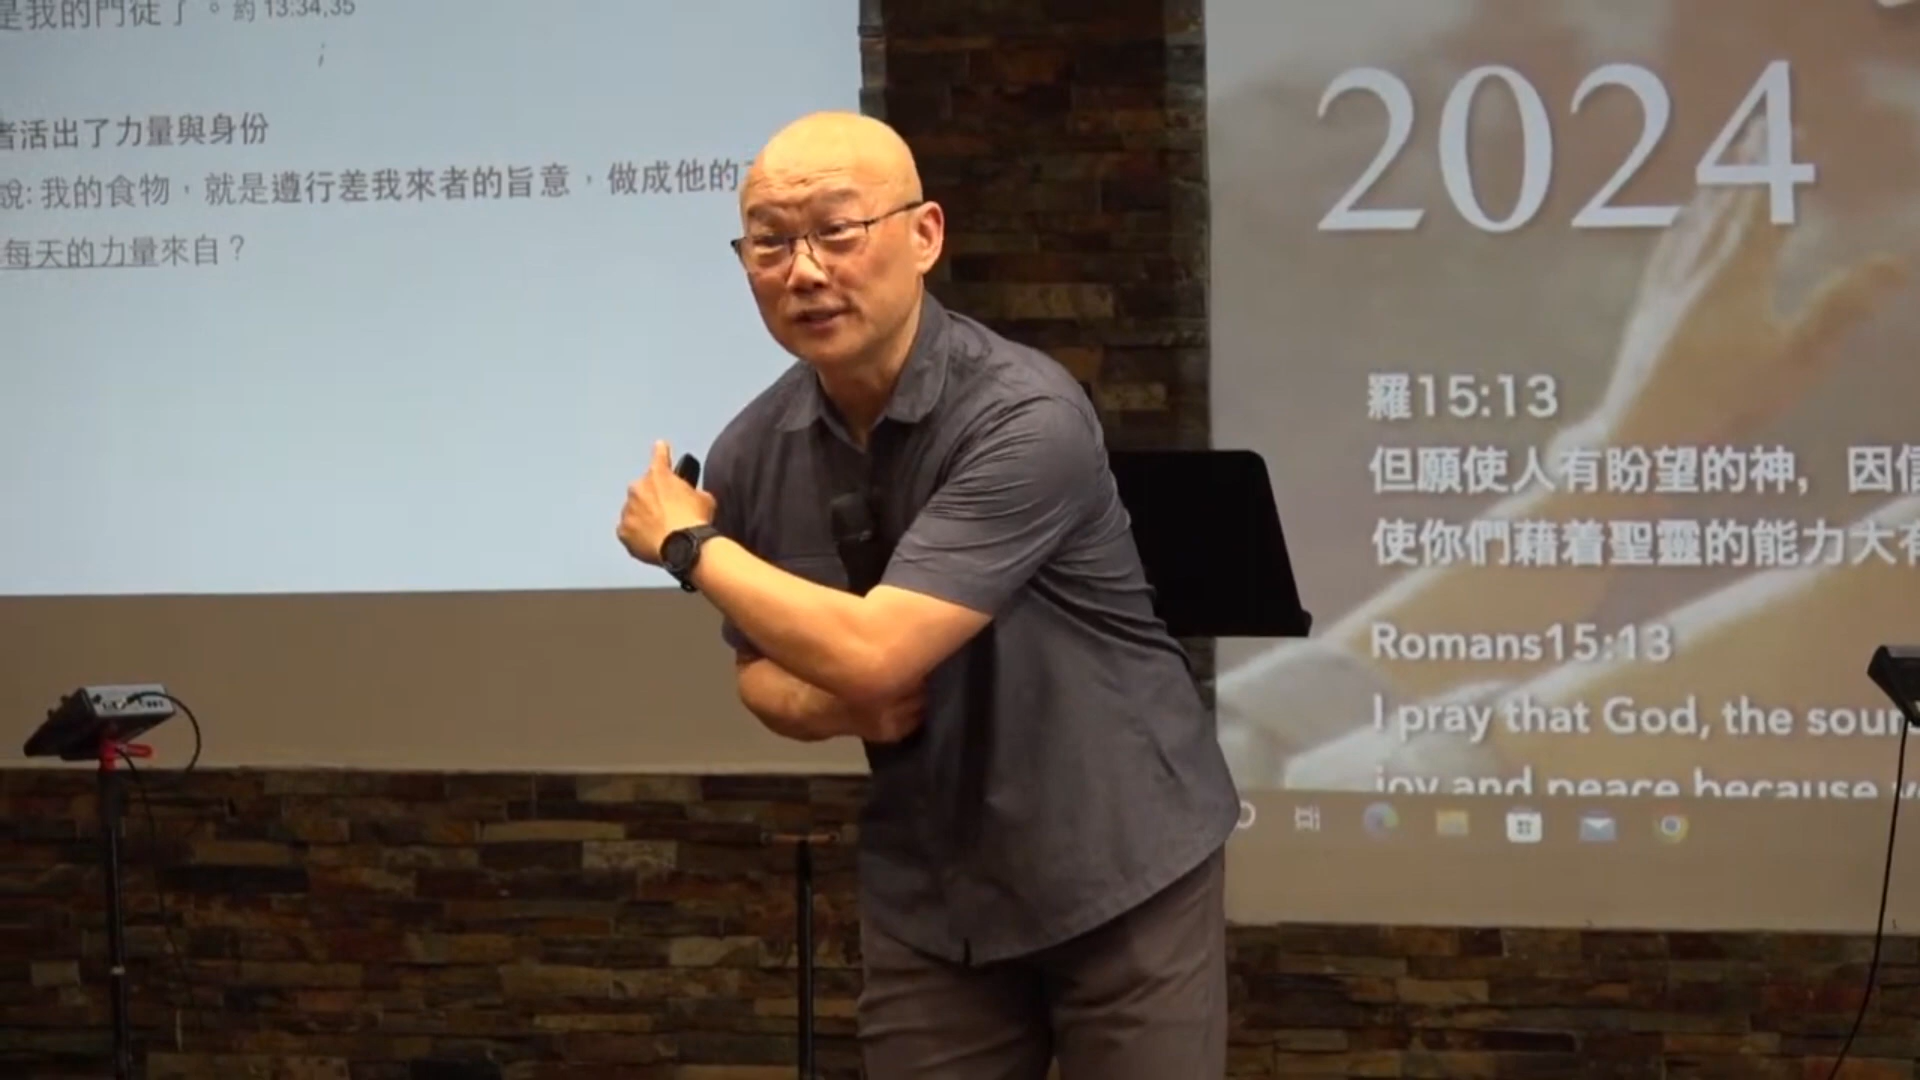 是我的門徒了。約 13:34,35
者活出了力量與身份
說: 我的食物，就是遵行差我來者的旨意，做成他的
每天的力量來自？
2024
羅15:13
但願使人有盼望的神, 因信
使你們藉着聖靈的能力大有
Romans15:13
I pray that God, the sour
joy and peace because